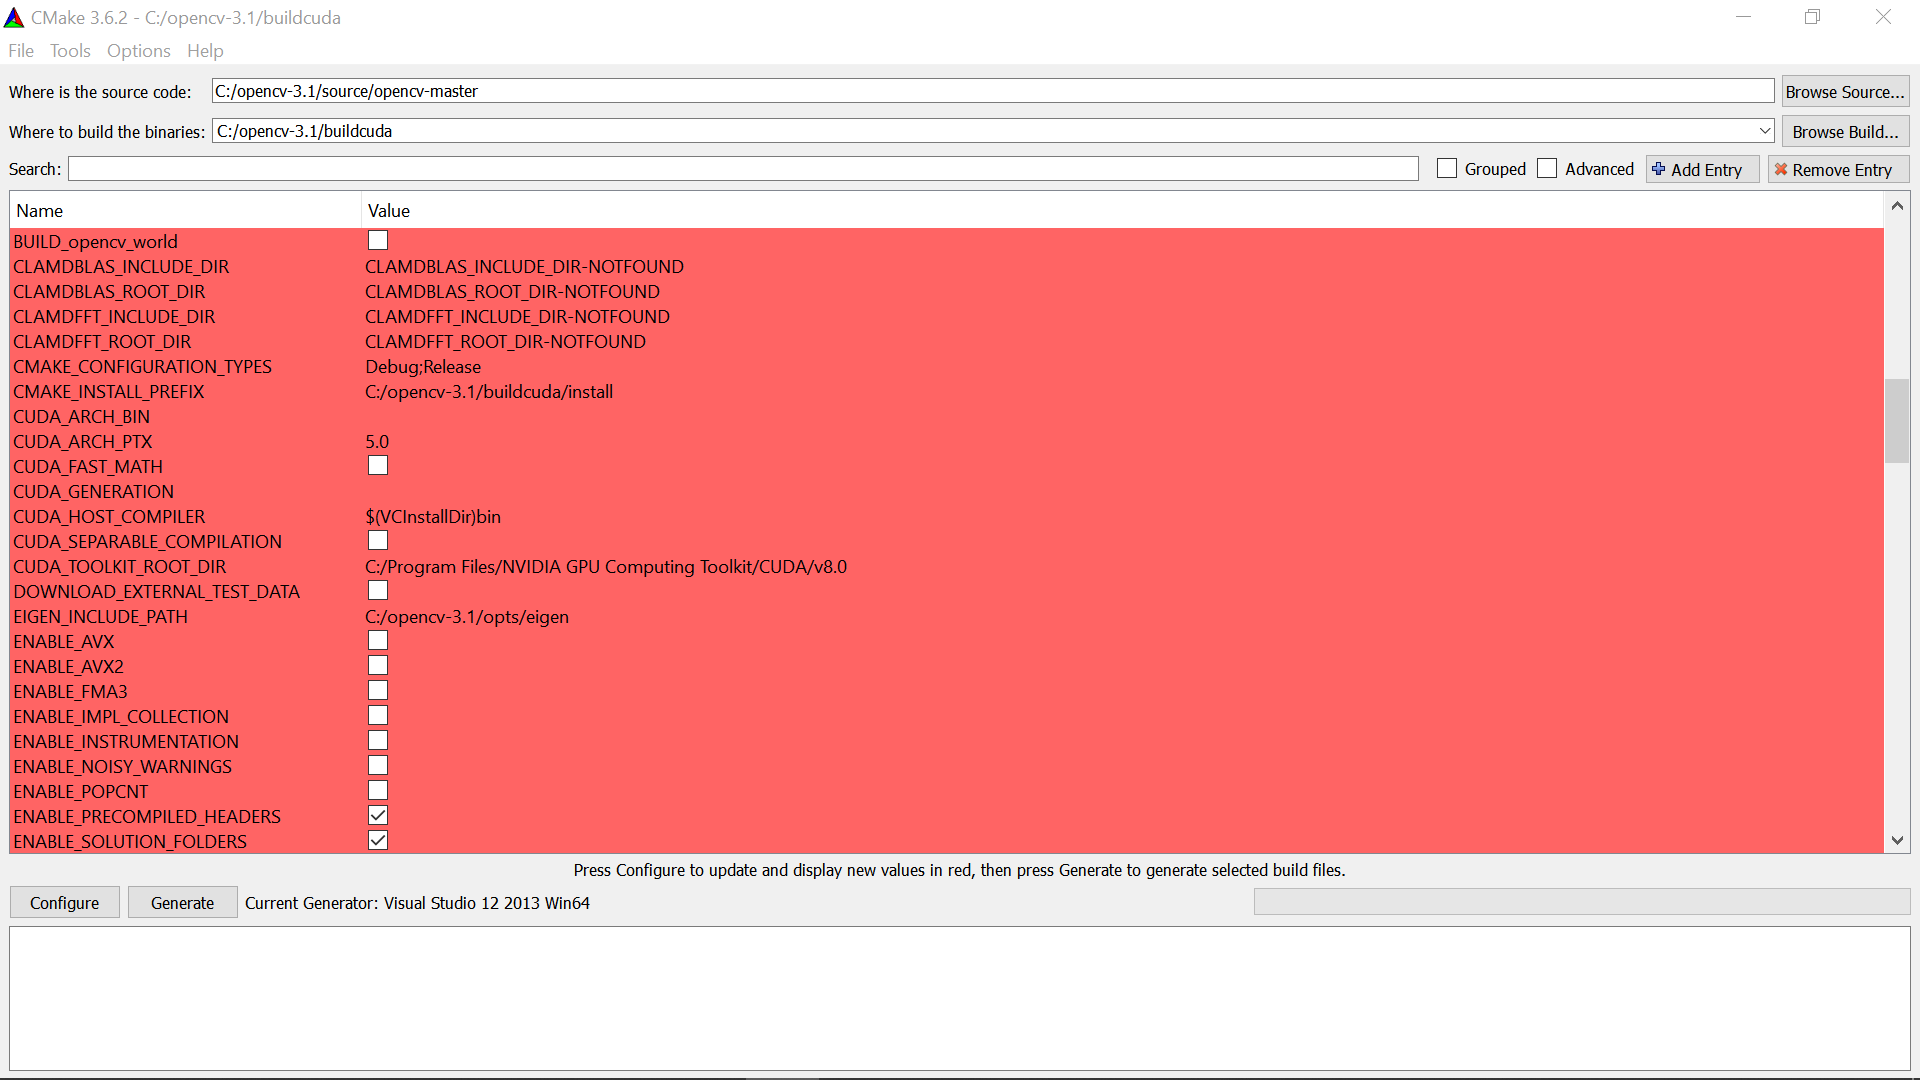 CMake 3.6.2 - C:/opencv-3.1/buildcuda
File Tools Options Help
Where is the source code: C:/opencv-3.1/source/opencv-master Browse Source...
Where to build the binaries: C:/opencv-3.1/buildcuda Browse Build...
Search: Grouped Advanced Add Entry Remove Entry
Name Value
BUILD_opencv_world
CLAMDBLAS_INCLUDE_DIR CLAMDBLAS_INCLUDE_DIR-NOTFOUND
CLAMDBLAS_ROOT_DIR CLAMDBLAS_ROOT_DIR-NOTFOUND
CLAMDFFT_INCLUDE_DIR CLAMDFFT_INCLUDE_DIR-NOTFOUND
CLAMDFFT_ROOT_DIR CLAMDFFT_ROOT_DIR-NOTFOUND
CMAKE_CONFIGURATION_TYPES Debug;Release
CMAKE_INSTALL_PREFIX C:/opencv-3.1/buildcuda/install
CUDA_ARCH_BIN
CUDA_ARCH_PTX 5.0
CUDA_FAST_MATH
CUDA_GENERATION
CUDA_HOST_COMPILER $(VCInstallDir)bin
CUDA_SEPARABLE_COMPILATION
CUDA_TOOLKIT_ROOT_DIR C:/Program Files/NVIDIA GPU Computing Toolkit/CUDA/v8.0
DOWNLOAD_EXTERNAL_TEST_DATA
EIGEN_INCLUDE_PATH C:/opencv-3.1/opts/eigen
ENABLE_AVX
ENABLE_AVX2
ENABLE_FMA3
ENABLE_IMPL_COLLECTION
ENABLE_INSTRUMENTATION
ENABLE_NOISY_WARNINGS
ENABLE_POPCNT
ENABLE_PRECOMPILED_HEADERS
ENABLE_SOLUTION_FOLDERS
Press Configure to update and display new values in red, then press Generate to generate selected build files.
Configure Generate Current Generator: Visual Studio 12 2013 Win64